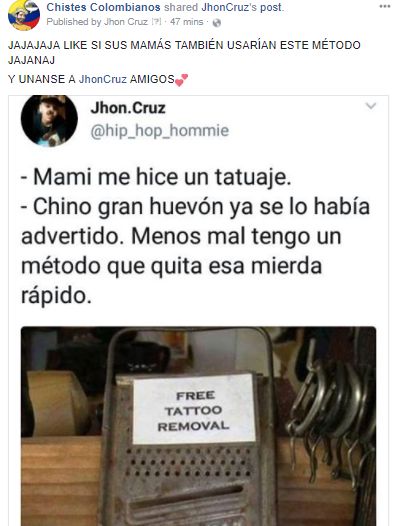 Chistes Colombianos shared JhonCruz's post.
Published by Jhon Cruz [?] · 47 mins ·
JAJAJAJA LIKE SI SUS MAMÁS TAMBIÉN USARÍAN ESTE MÉTODO
JAJANAJ
Y UNANSE A JhonCruz AMIGOS💕
Jhon.Cruz
@hip_hop_hommie
- Mami me hice un tatuaje.
- Chino gran huevón ya se lo había
advertido. Menos mal tengo un
método que quita esa mierda
rápido.
FREE
TATTOO
REMOVAL